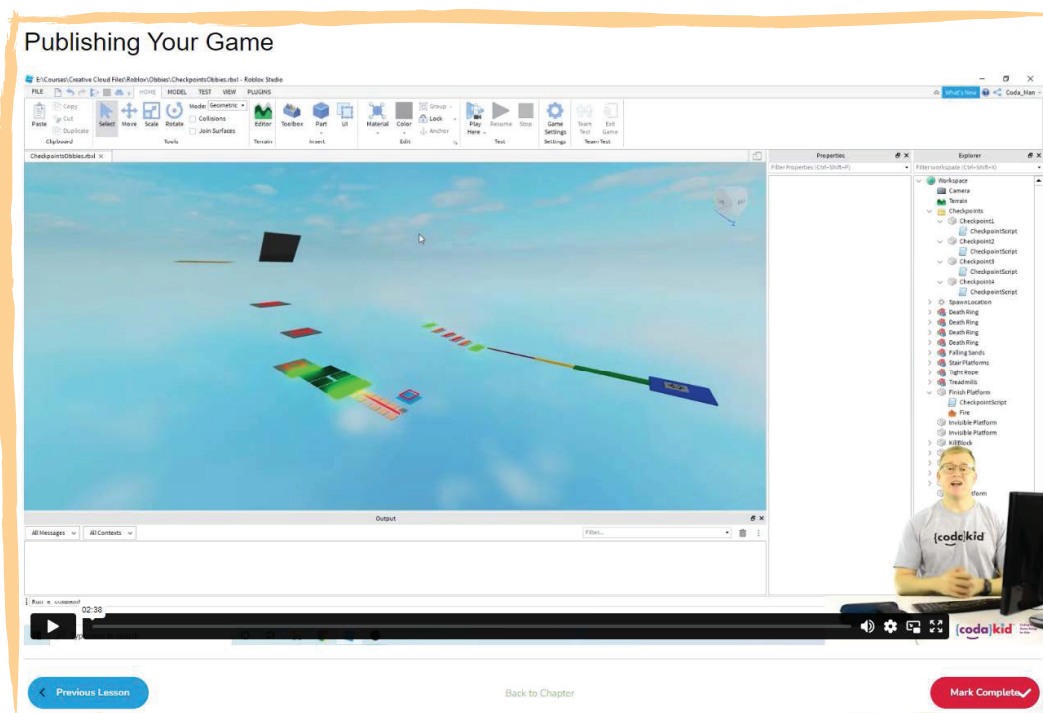 Publishing Your Game
E:\Courses\Creative Cloud Files\Roblox\Obbies\CheckpointsObbies.rbxl - Roblox Studio
FILE HOME MODEL TEST VIEW PLUGINS What's New Coda_Man
Paste Copy Cut Duplicate Clipboard
Select Move Scale Rotate Mode: Geometric Collisions Join Surfaces Tools
Editor Terrain
Toolbox Part UI Insert
Material Color Group Lock Anchor Edit
Play Here Resume Stop Test
Game Settings Settings
Team Test Exit Game Team Test
CheckpointsObbies.rbxl
Properties
Filter Properties (Ctrl+Shift+P)
Explorer
Filter workspace (Ctrl+Shift+X)
Workspace
Camera
Terrain
Checkpoints
Checkpoint1
CheckpointScript
Checkpoint2
CheckpointScript
Checkpoint3
CheckpointScript
Checkpoint4
CheckpointScript
SpawnLocation
Death Ring
Death Ring
Death Ring
Death Ring
Falling Sands
Stair Platforms
Tight Rope
Treadmills
Finish Platform
CheckpointScript
Fire
Invisible Platform
Invisible Platform
KillBlock
Output
All Messages All Contexts Filter...
Run a command
02:38
{coda}kid
{coda}kid
Previous Lesson
Back to Chapter
Mark Complete